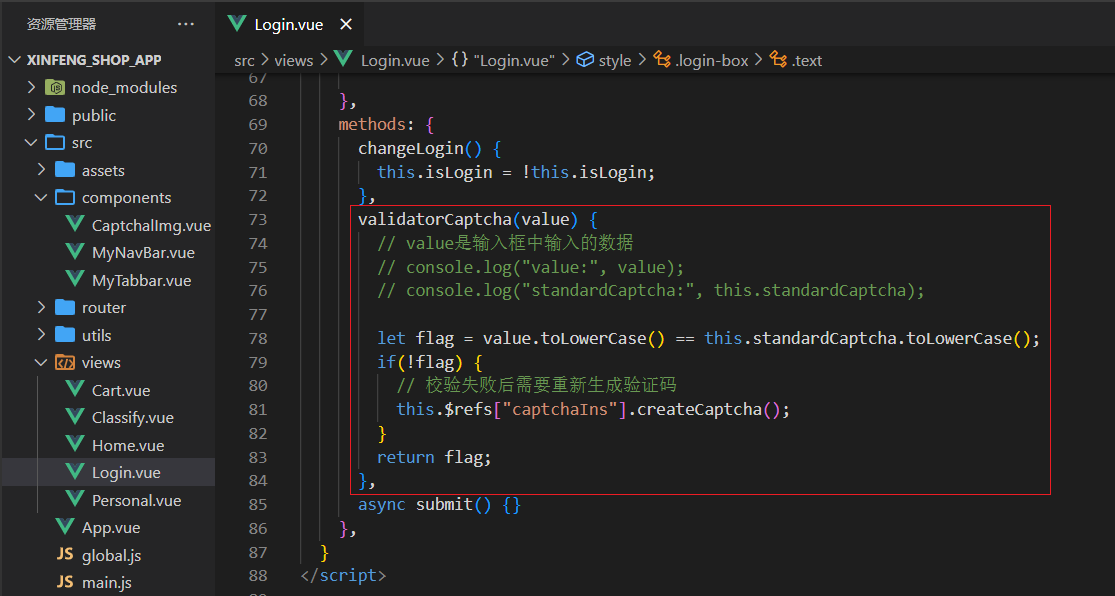 资源管理器
···
XINFENG_SHOP_APP
node_modules
public
src
assets
components
CaptchaImg.vue
MyNavBar.vue
MyTabbar.vue
router
utils
views
Cart.vue
Classify.vue
Home.vue
Login.vue
Personal.vue
App.vue
JS global.js
JS main.js
Login.vue ×
src > views > Login.vue > {} "Login.vue" > style > .login-box > .text
67
68 },
69 methods: {
70 changeLogin() {
71 this.isLogin = !this.isLogin;
72 },
73 validatorCaptcha(value) {
74 // value是输入框中输入的数据
75 // console.log("value:", value);
76 // console.log("standardCaptcha:", this.standardCaptcha);
77
78 let flag = value.toLowerCase() == this.standardCaptcha.toLowerCase();
79 if(!flag) {
80 // 校验失败后需要重新生成验证码
81 this.$refs["captchaIns"].createCaptcha();
82 }
83 return flag;
84 },
85 async submit() {}
86 },
87 }
88 </script>